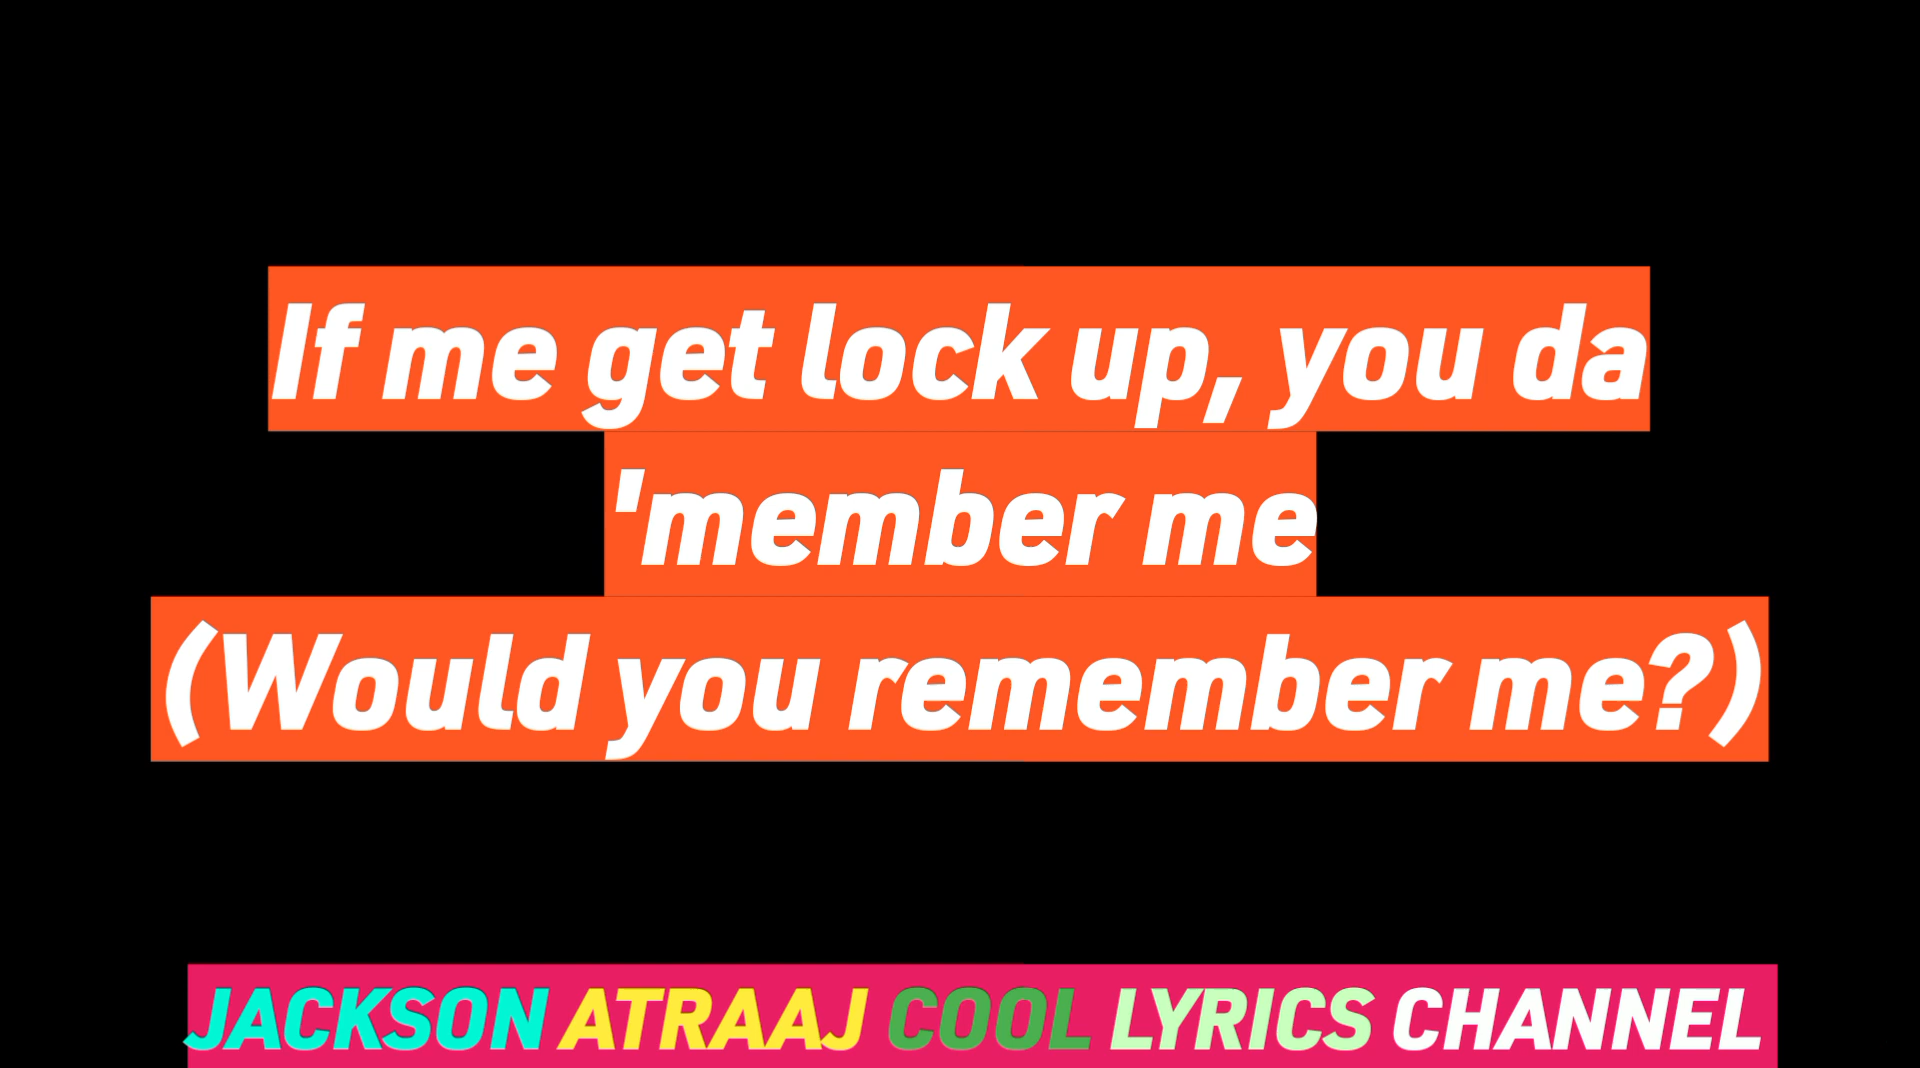 If me get lock up, you da
'member me
(Would you remember me?)
JACKSON ATRAAJ COOL LYRICS CHANNEL